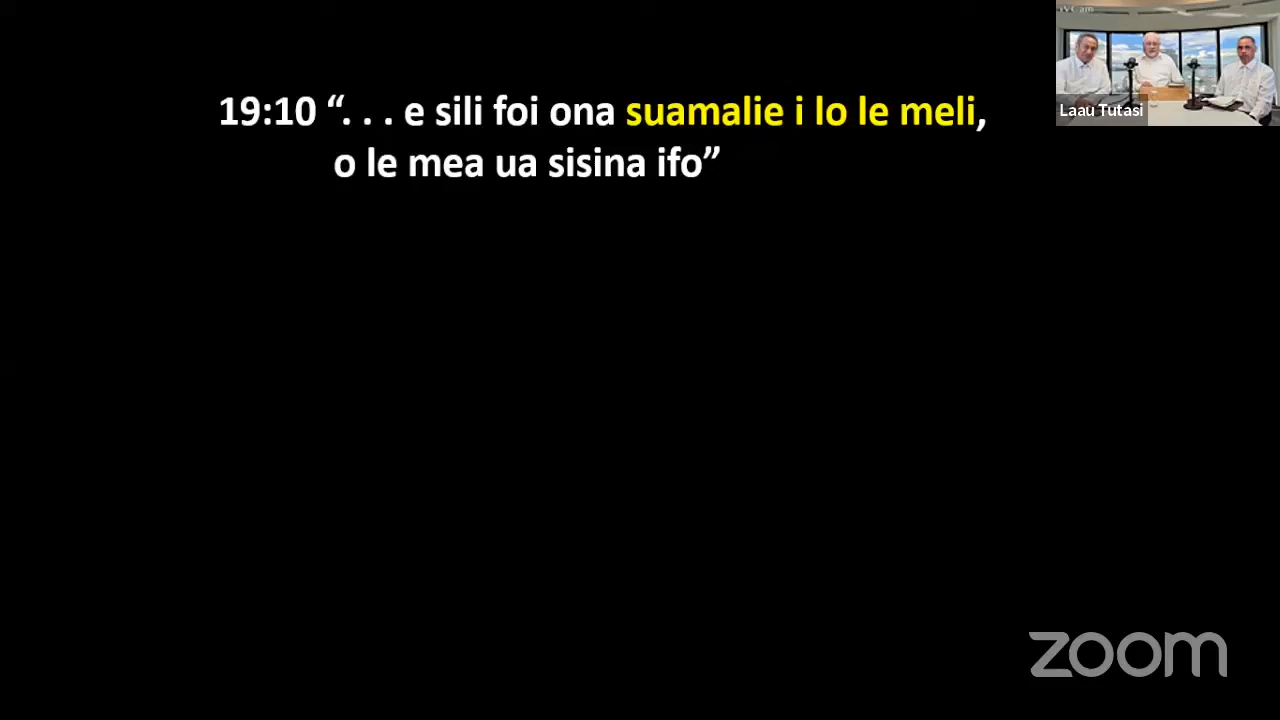 19:10 “. . . e sili foi ona suamalie i lo le meli,
o le mea ua sisina ifo”
Laau Tutasi
zoom